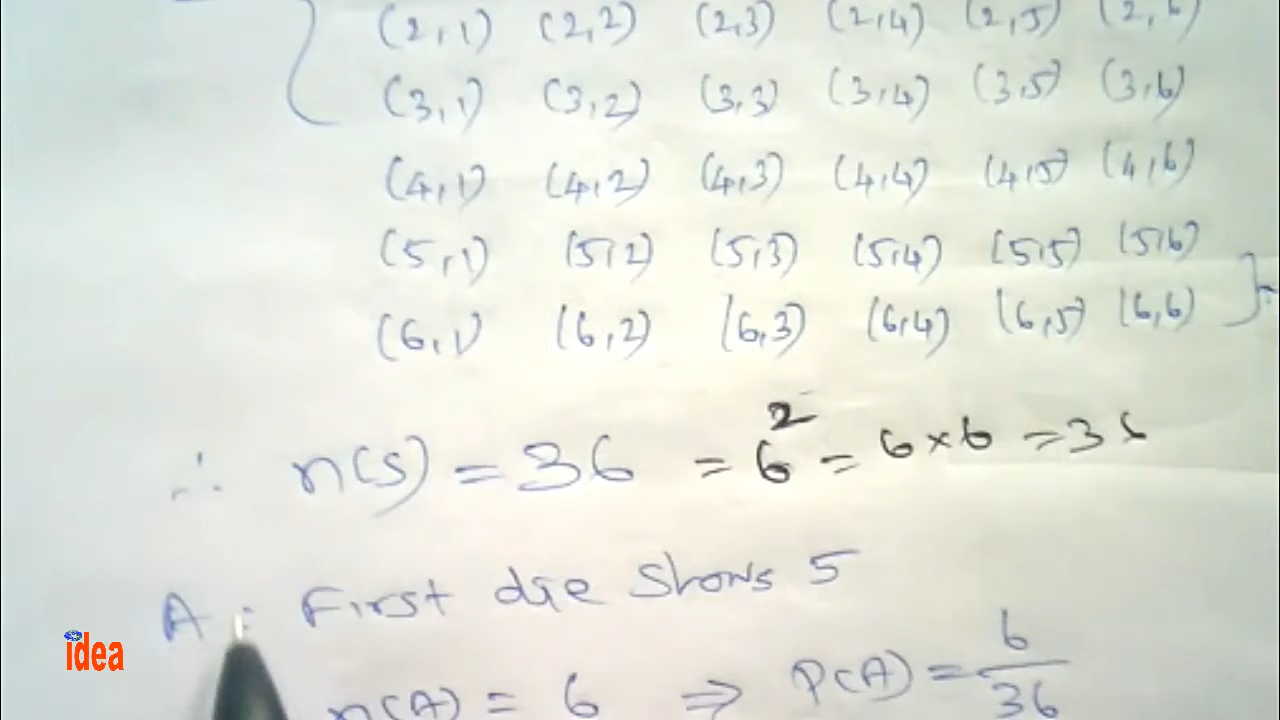 (2,1) (2,2) (2,3) (2,4) (2,5) (2,6)
(3,1) (3,2) (3,3) (3,4) (3,5) (3,6)
(4,1) (4,2) (4,3) (4,4) (4,5) (4,6)
(5,1) (5,2) (5,3) (5,4) (5,5) (5,6)
(6,1) (6,2) (6,3) (6,4) (6,5) (6,6) }
∴ n(S) = 36 = 6² = 6×6 = 36
A : First die shows 5
n(A) = 6 ⇒ P(A) = 6/36
idea